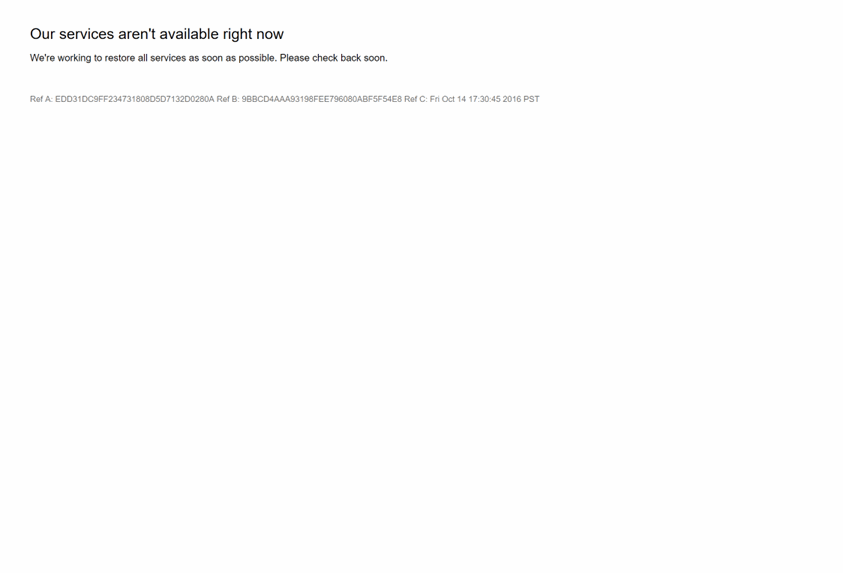 Our services aren't available right now
We're working to restore all services as soon as possible. Please check back soon.
Ref A: EDD31DC9FF234731808D5D7132D0280A Ref B: 9BBCD4AAA93198FEE796080ABF5F54E8 Ref C: Fri Oct 14 17:30:45 2016 PST